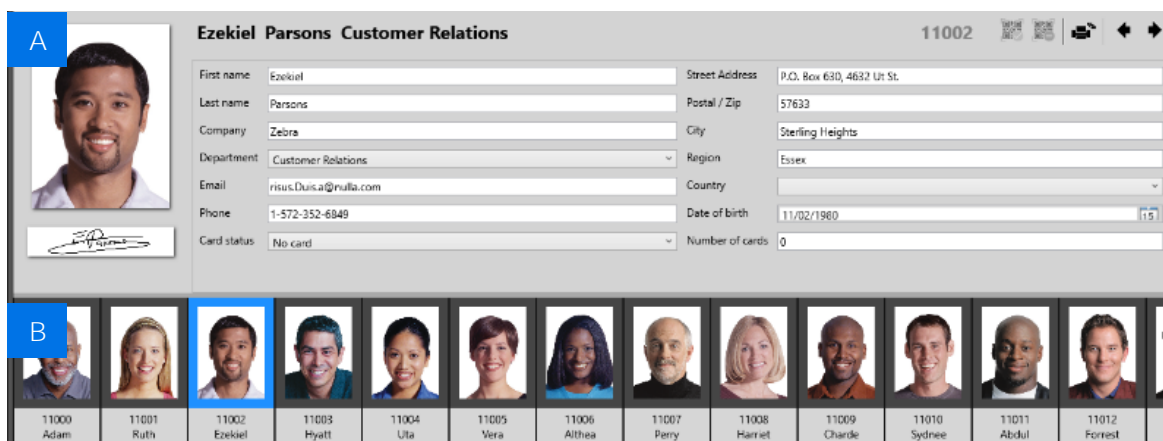 A
Ezekiel Parsons Customer Relations
11002
First name Ezekiel
Last name Parsons
Company Zebra
Department Customer Relations
Email risus.Duis.a@nulla.com
Phone 1-572-352-6849
Card status No card
Street Address P.O. Box 630, 4632 Ut St.
Postal / Zip 57633
City Sterling Heights
Region Essex
Country
Date of birth 11/02/1980
15
Number of cards 0
B
11000 11001 11002 11003 11004 11005 11006 11007 11008 11009 11010 11011 11012
Adam Ruth Ezekiel Hyatt Uta Vera Althea Perry Harriet Charde Sydnee Abdul Forrest